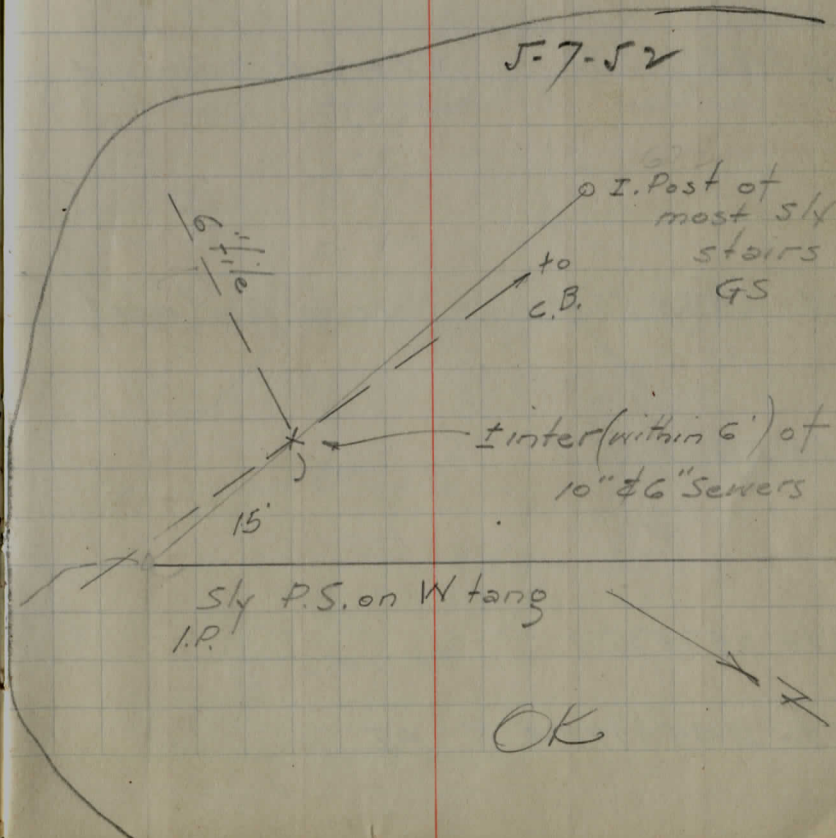 5-7-52
I. Post of
most sly
stairs
GS
6" tile
to
C.B.
± inter (within 6') of
10" & 6" Sewers
15'
Sly P.S. on W tang
I.P.
N
OK